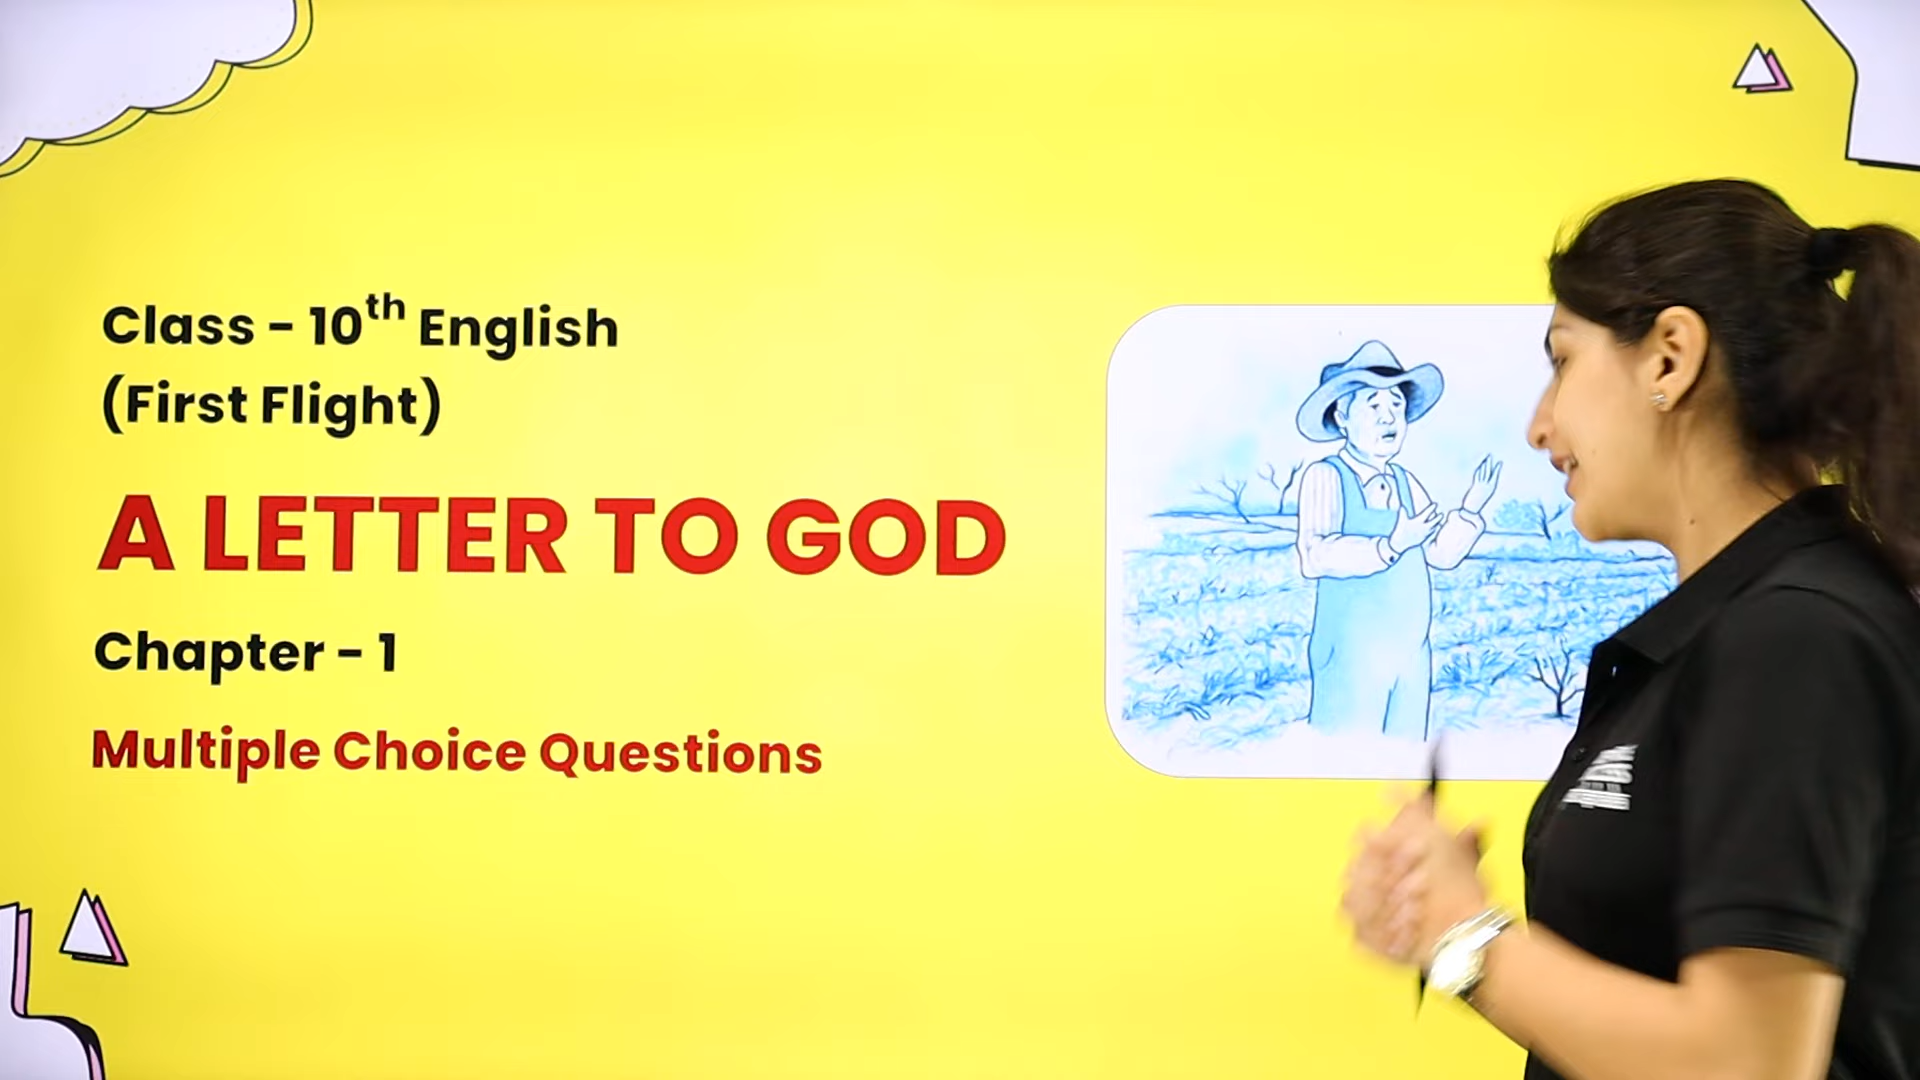 Class - 10th English
(First Flight)
A LETTER TO GOD
Chapter - 1
Multiple Choice Questions